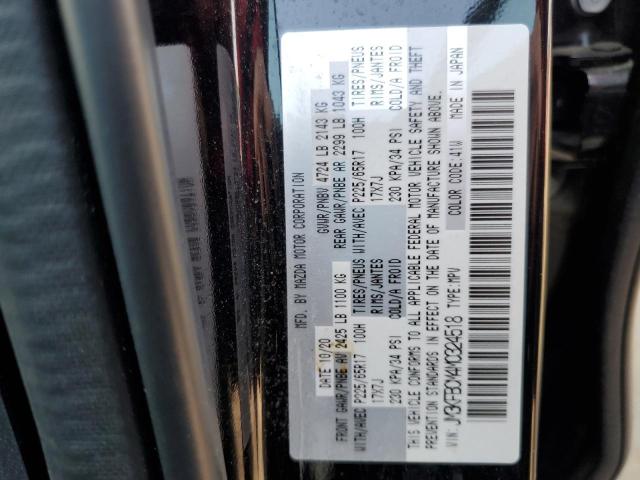 MFD. BY MAZDA MOTOR CORPORATION
DATE 10/20 GVWR/PNBV 4724 LB 2143 KG
FRONT GAWR/PNBE AV 2425 LB 1100 KG REAR GAWR/PNBE AR 2299 LB 1043 KG
WITH/AVEC P225/65R17 100H TIRES/PNEUS WITH/AVEC P225/65R17 100H TIRES/PNEUS
17X7J RIMS/JANTES 17X7J RIMS/JANTES
230 KPA/34 PSI COLD/A FROID 230 KPA/34 PSI COLD/A FROID
THIS VEHICLE CONFORMS TO ALL APPLICABLE FEDERAL MOTOR VEHICLE SAFETY AND THEFT
PREVENTION STANDARDS IN EFFECT ON THE DATE OF MANUFACTURE SHOWN ABOVE.
VIN: JM3KFBCY4M0324518 TYPE: MPV COLOR CODE: 41W MADE IN JAPAN